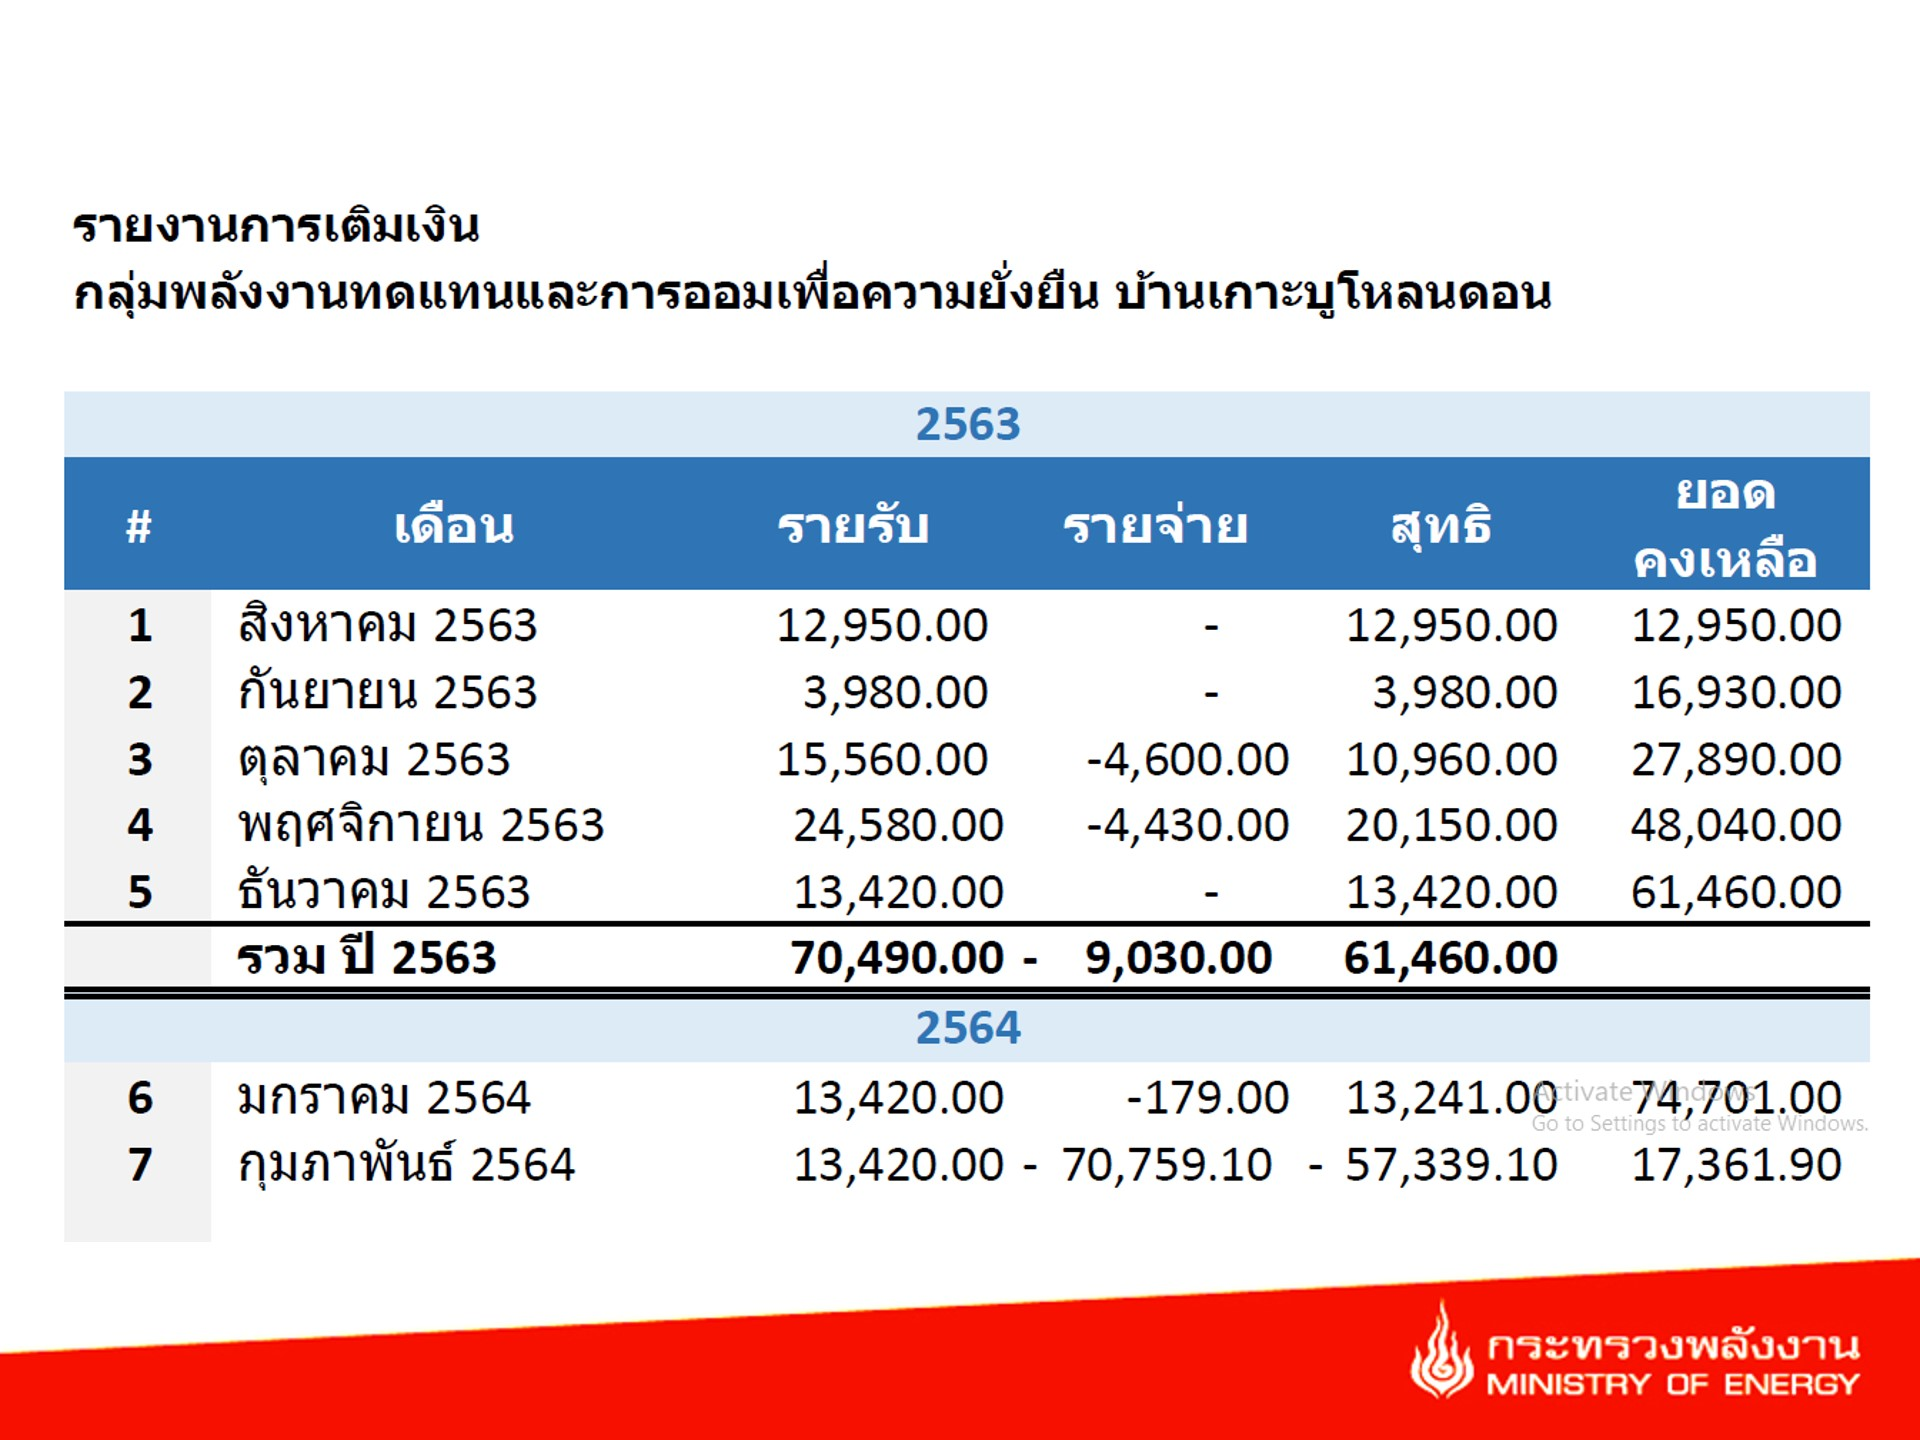 รายงานการเติมเงิน
กลุ่มพลังงานทดแทนและการออมเพื่อความยั่งยืน บ้านเกาะบูโหลนดอน
2563
# เดือน รายรับ รายจ่าย สุทธิ ยอด
คงเหลือ
1 สิงหาคม 2563 12,950.00 - 12,950.00 12,950.00
2 กันยายน 2563 3,980.00 - 3,980.00 16,930.00
3 ตุลาคม 2563 15,560.00 -4,600.00 10,960.00 27,890.00
4 พฤศจิกายน 2563 24,580.00 -4,430.00 20,150.00 48,040.00
5 ธันวาคม 2563 13,420.00 - 13,420.00 61,460.00
รวม ปี 2563 70,490.00 - 9,030.00 61,460.00
2564
6 มกราคม 2564 13,420.00 -179.00 13,241.00 74,701.00
Activate Windows
Go to Settings to activate Windows.
7 กุมภาพันธ์ 2564 13,420.00 - 70,759.10 - 57,339.10 17,361.90
กระทรวงพลังงาน
MINISTRY OF ENERGY